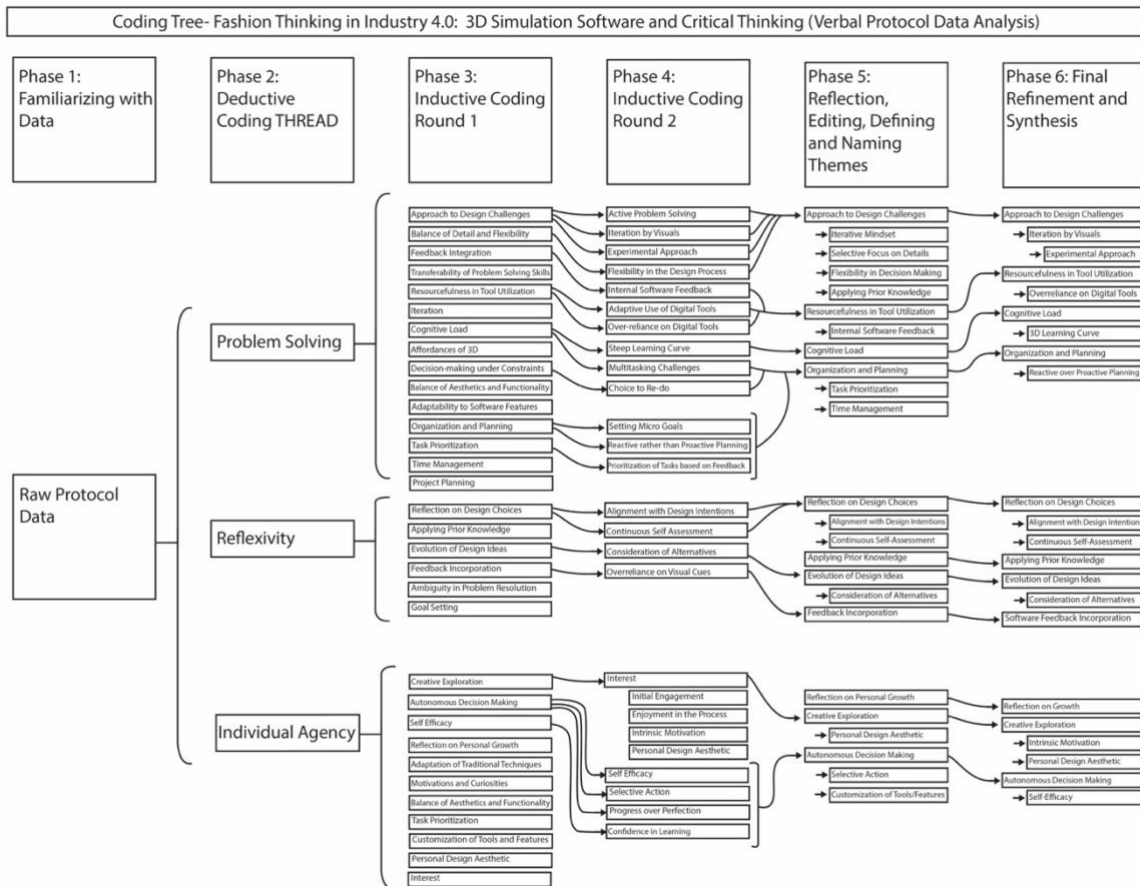 Coding Tree- Fashion Thinking in Industry 4.0: 3D Simulation Software and Critical Thinking (Verbal Protocol Data Analysis)
Phase 1:
Familiarizing with
Data
Phase 2:
Deductive
Coding THREAD
Phase 3:
Inductive Coding
Round 1
Phase 4:
Inductive Coding
Round 2
Phase 5:
Reflection,
Editing, Defining
and Naming
Themes
Phase 6: Final
Refinement and
Synthesis
Raw Protocol
Data
Problem Solving
Approach to Design Challenges
Balance of Detail and Flexibility
Feedback Integration
Transferability of Problem Solving Skills
Resourcefulness in Tool Utilization
Iteration
Cognitive Load
Affordances of 3D
Decision-making under Constraints
Balance of Aesthetics and Functionality
Adaptability to Software Features
Organization and Planning
Task Prioritization
Time Management
Project Planning
Active Problem Solving
Iteration by Visuals
Experimental Approach
Flexibility in the Design Process
Internal Software Feedback
Adaptive Use of Digital Tools
Over-reliance on Digital Tools
Steep Learning Curve
Multitasking Challenges
Choice to Re-do
Setting Micro Goals
Reactive rather than Proactive Planning
Prioritization of Tasks based on Feedback
Approach to Design Challenges
Iterative Mindset
Selective Focus on Details
Flexibility in Decision Making
Applying Prior Knowledge
Resourcefulness in Tool Utilization
Internal Software Feedback
Cognitive Load
Organization and Planning
Task Prioritization
Time Management
Approach to Design Challenges
Iteration by Visuals
Experimental Approach
Resourcefulness in Tool Utilization
Overreliance on Digital Tools
Cognitive Load
3D Learning Curve
Organization and Planning
Reactive over Proactive Planning
Reflexivity
Reflection on Design Choices
Applying Prior Knowledge
Evolution of Design Ideas
Feedback Incorporation
Ambiguity in Problem Resolution
Goal Setting
Alignment with Design Intentions
Continuous Self Assessment
Consideration of Alternatives
Overreliance on Visual Cues
Reflection on Design Choices
Alignment with Design Intentions
Continuous Self-Assessment
Applying Prior Knowledge
Evolution of Design Ideas
Consideration of Alternatives
Feedback Incorporation
Reflection on Design Choices
Alignment with Design Intention
Continuous Self-Assessment
Applying Prior Knowledge
Evolution of Design Ideas
Consideration of Alternatives
Software Feedback Incorporation
Individual Agency
Creative Exploration
Autonomous Decision Making
Self Efficacy
Reflection on Personal Growth
Adaptation of Traditional Techniques
Motivations and Curiosities
Balance of Aesthetics and Functionality
Task Prioritization
Customization of Tools and Features
Personal Design Aesthetic
Interest
Interest
Initial Engagement
Enjoyment in the Process
Intrinsic Motivation
Personal Design Aesthetic
Self Efficacy
Selective Action
Progress over Perfection
Confidence in Learning
Reflection on Personal Growth
Creative Exploration
Personal Design Aesthetic
Autonomous Decision Making
Selective Action
Customization of Tools/Features
Reflection on Growth
Creative Exploration
Intrinsic Motivation
Personal Design Aesthetic
Autonomous Decision Making
Self-Efficacy